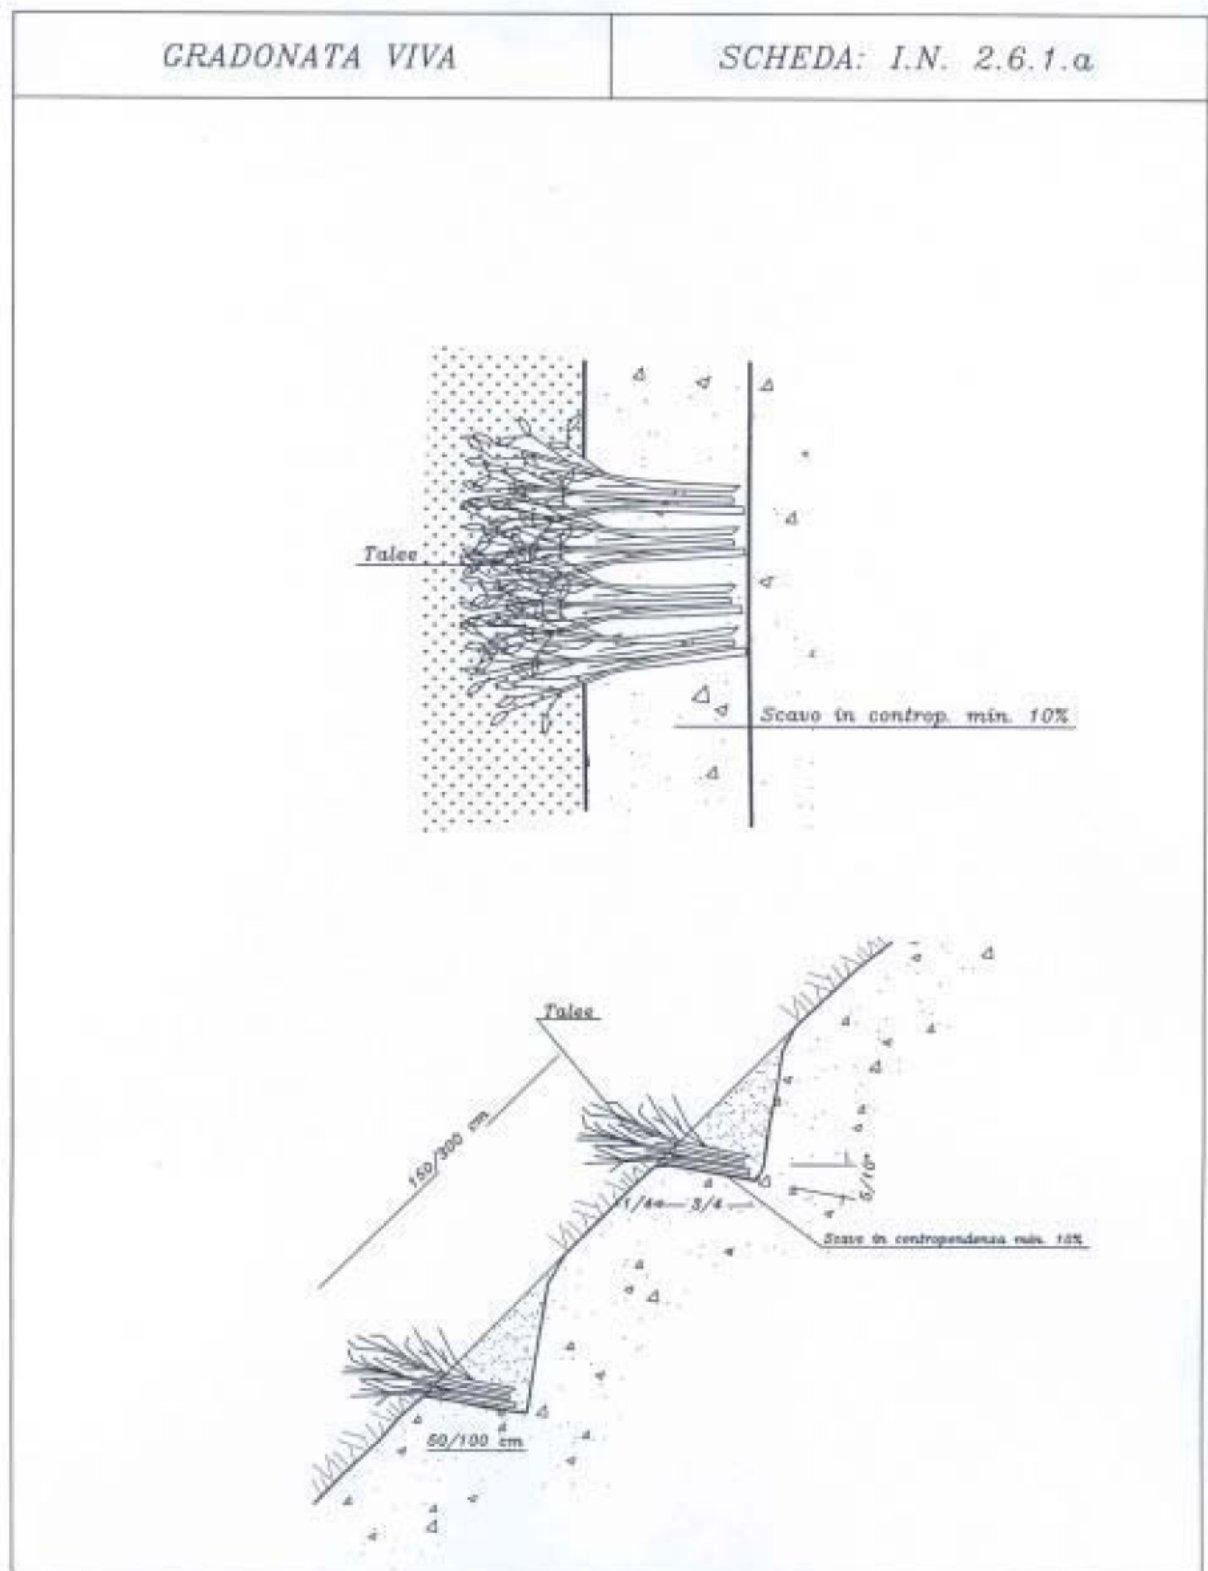 GRADONATA VIVA
SCHEDA: I.N. 2.6.1.a
Talee
Scavo in controp. min. 10%
Talee
150/300 cm
1/4 3/4
5/10°
Scavo in contropendenza min. 10%
50/100 cm